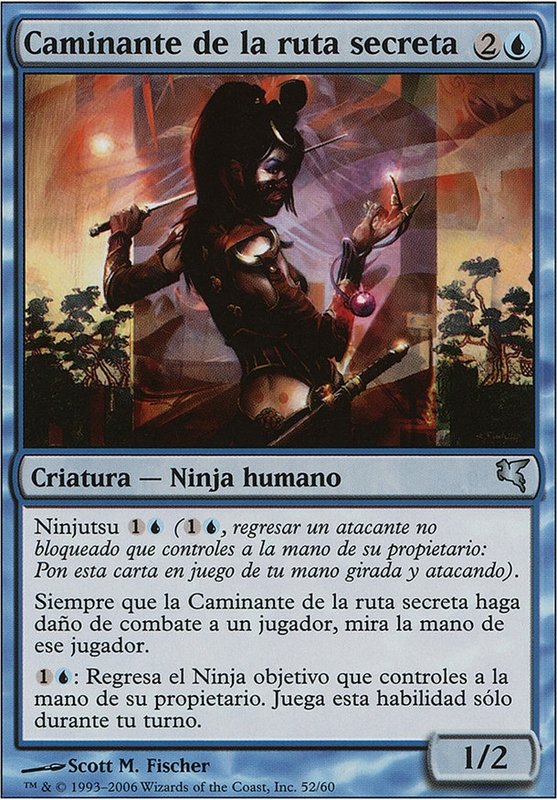 Caminante de la ruta secreta 2
Criatura — Ninja humano
Ninjutsu 1 (1, regresar un atacante no
bloqueado que controles a la mano de su propietario:
Pon esta carta en juego de tu mano girada y atacando).
Siempre que la Caminante de la ruta secreta haga
daño de combate a un jugador, mira la mano de
ese jugador.
1: Regresa el Ninja objetivo que controles a la
mano de su propietario. Juega esta habilidad sólo
durante tu turno.
1/2
Scott M. Fischer
™ & © 1993–2006 Wizards of the Coast, Inc. 52/60